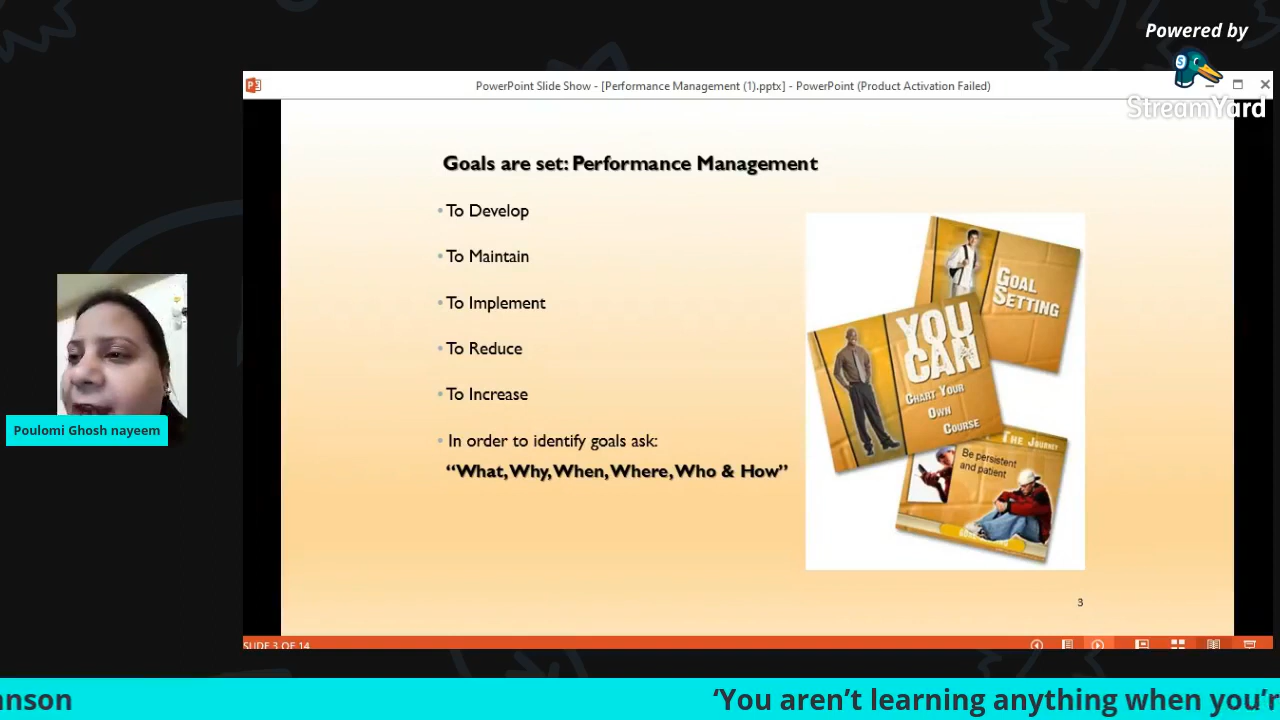 Powered by
StreamYard
PowerPoint Slide Show - [Performance Management (1).pptx] - PowerPoint (Product Activation Failed)
Goals are set: Performance Management
• To Develop
• To Maintain
• To Implement
• To Reduce
• To Increase
• In order to identify goals ask:
“What, Why, When, Where, Who & How”
GOAL
SETTING
YOU
CAN
CHART YOUR
OWN
COURSE
THE JOURNEY
Be persistent
and patient
3
Poulomi Ghosh nayeem
SLIDE 3 OF 14
anson
‘You aren’t learning anything when you’r